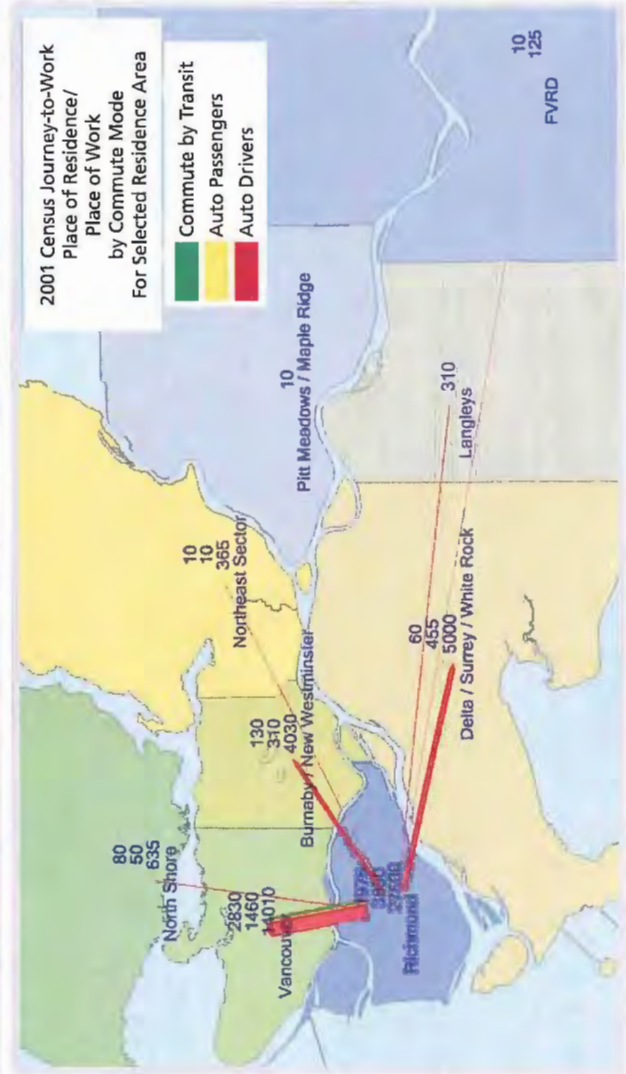 2001 Census Journey-to-Work
Place of Residence/
Place of Work
by Commute Mode
For Selected Residence Area
Commute by Transit
Auto Passengers
Auto Drivers
80
50
635
North Shore
2830
1460
14010
Vancouver
130
310
4030
Burnaby / New Westminster
10
10
365
Northeast Sector
10
Pitt Meadows / Maple Ridge
Richmond
60
455
5000
Delta / Surrey / White Rock
310
Langleys
10
125
FVRD